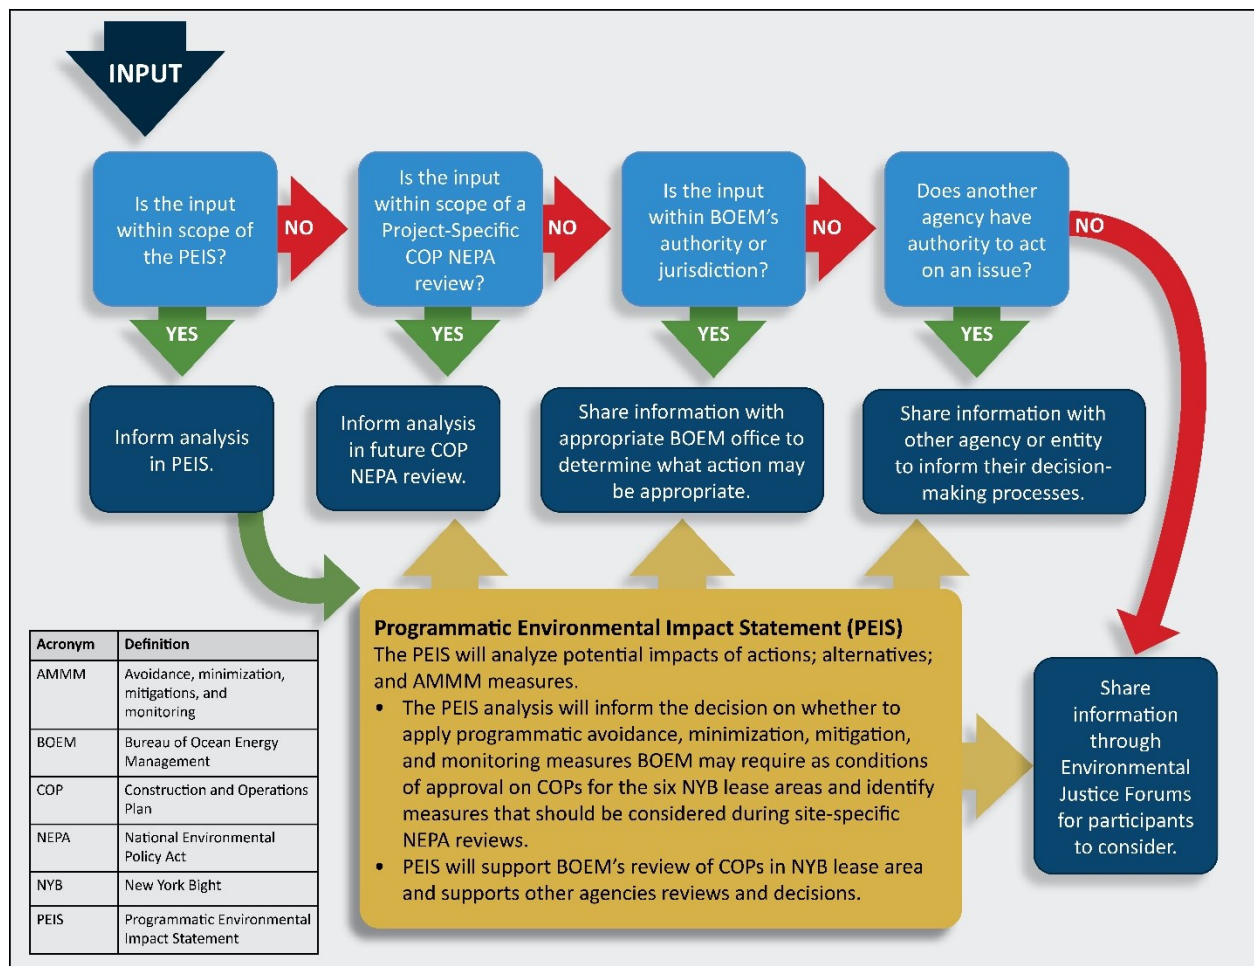 INPUT
Is the input
within scope of
the PEIS?
NO
Is the input
within scope of a
Project-Specific
COP NEPA
review?
NO
Is the input
within BOEM’s
authority or
jurisdiction?
NO
Does another
agency have
authority to act
on an issue?
NO
YES
YES
YES
YES
Inform analysis
in PEIS.
Inform analysis
in future COP
NEPA review.
Share information with
appropriate BOEM office to
determine what action may
be appropriate.
Share information with
other agency or entity
to inform their decision-
making processes.
Programmatic Environmental Impact Statement (PEIS)
The PEIS will analyze potential impacts of actions; alternatives;
and AMMM measures.
• The PEIS analysis will inform the decision on whether to
apply programmatic avoidance, minimization, mitigation,
and monitoring measures BOEM may require as conditions
of approval on COPs for the six NYB lease areas and identify
measures that should be considered during site-specific
NEPA reviews.
• PEIS will support BOEM’s review of COPs in NYB lease area
and supports other agencies reviews and decisions.
Share
information
through
Environmental
Justice Forums
for participants
to consider.
Acronym Definition
AMMM Avoidance, minimization,
mitigations, and
monitoring
BOEM Bureau of Ocean Energy
Management
COP Construction and Operations
Plan
NEPA National Environmental
Policy Act
NYB New York Bight
PEIS Programmatic Environmental
Impact Statement